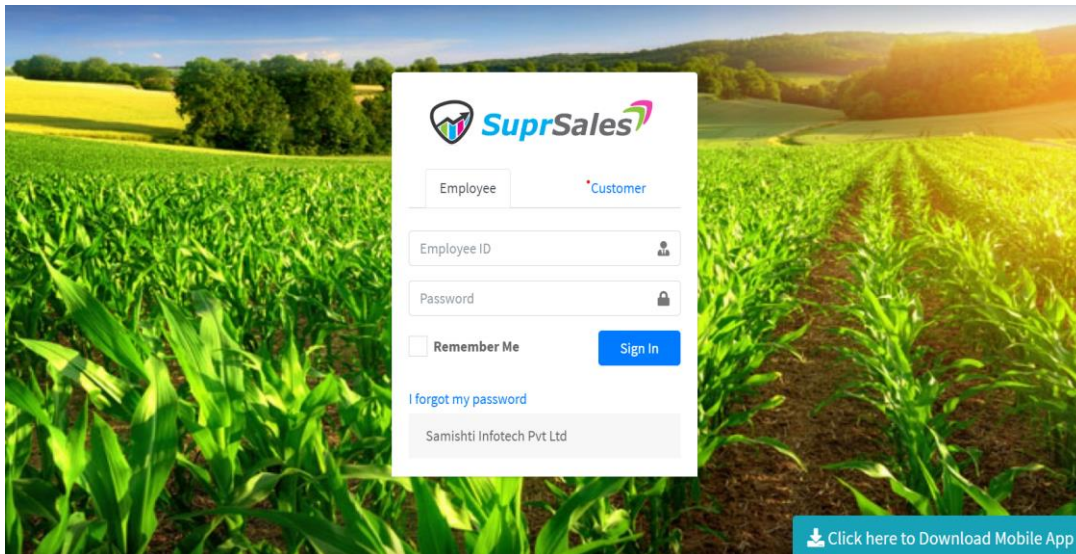 SuprSales
Employee
*Customer
Employee ID
Password
Remember Me
Sign In
I forgot my password
Samishti Infotech Pvt Ltd
Click here to Download Mobile App